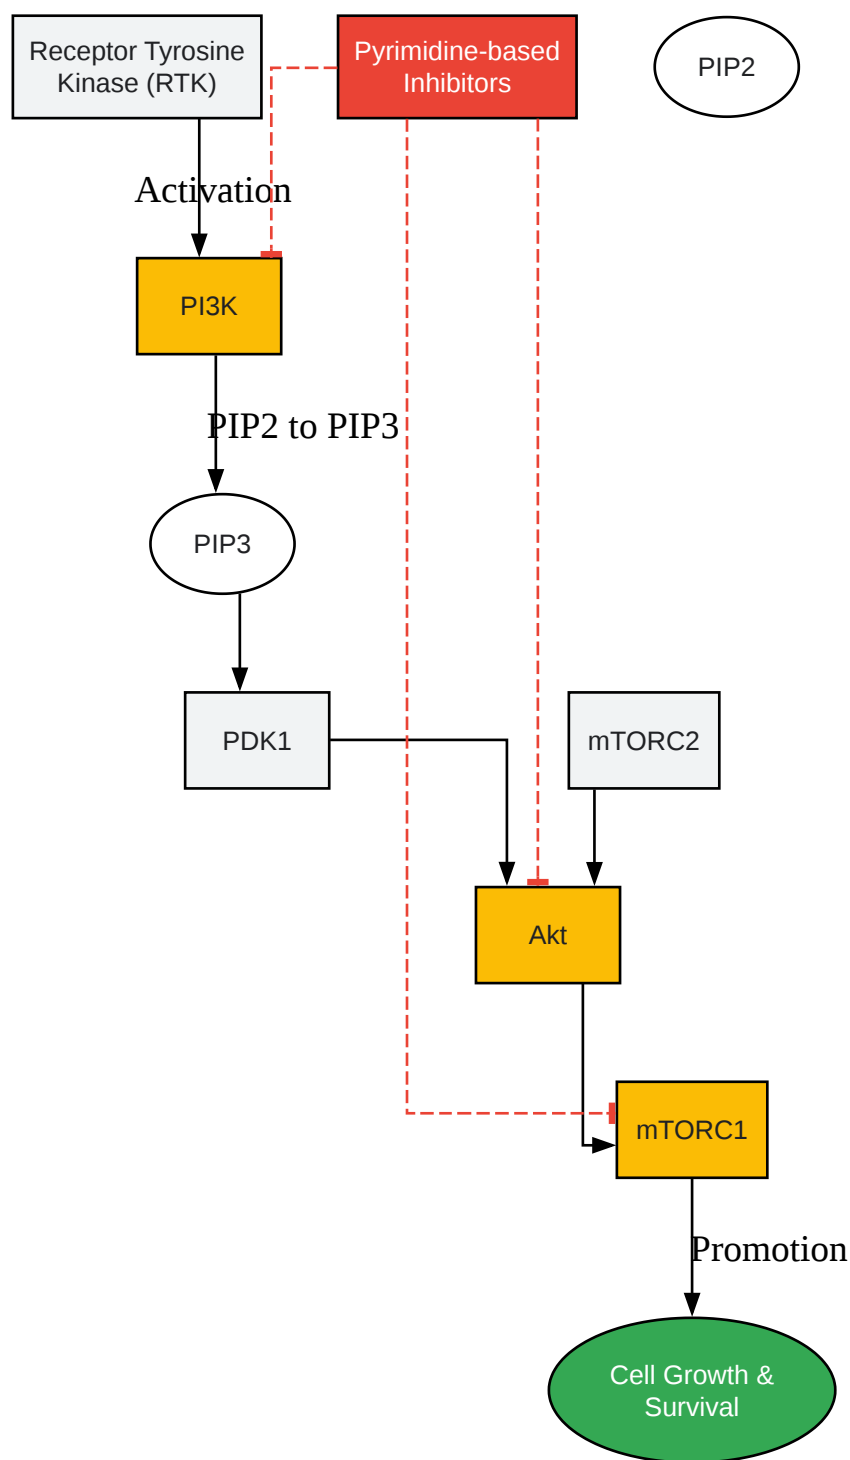 Receptor Tyrosine
Kinase (RTK)
Pyrimidine-based
Inhibitors
PIP2
Activation
PI3K
PIP2 to PIP3
PIP3
PDK1
mTORC2
Akt
mTORC1
Promotion
Cell Growth &
Survival